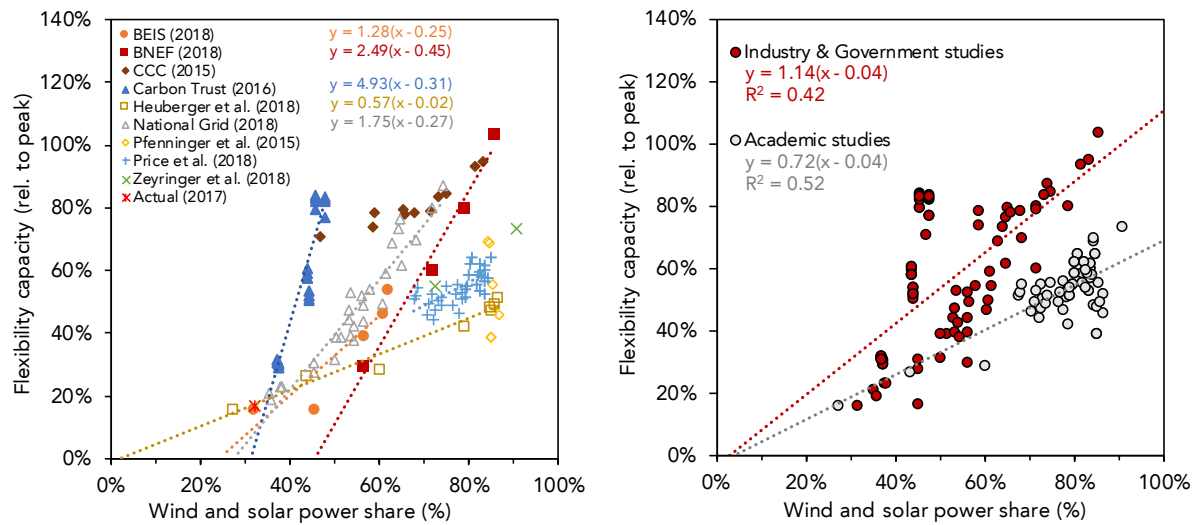 140%
120%
100%
80%
60%
40%
20%
0%
Flexibility capacity (rel. to peak)
BEIS (2018)
BNEF (2018)
CCC (2015)
Carbon Trust (2016)
Heuberger et al. (2018)
National Grid (2018)
Pfenninger et al. (2015)
Price et al. (2018)
Zeyringer et al. (2018)
Actual (2017)
y = 1.28(x - 0.25)
y = 2.49(x - 0.45)
y = 4.93(x - 0.31)
y = 0.57(x - 0.02)
y = 1.75(x - 0.27)
0% 20% 40% 60% 80% 100%
Wind and solar power share (%)
140%
120%
100%
80%
60%
40%
20%
0%
Flexibility capacity (rel. to peak)
Industry & Government studies
y = 1.14(x - 0.04)
R² = 0.42
Academic studies
y = 0.72(x - 0.04)
R² = 0.52
0% 20% 40% 60% 80% 100%
Wind and solar power share (%)